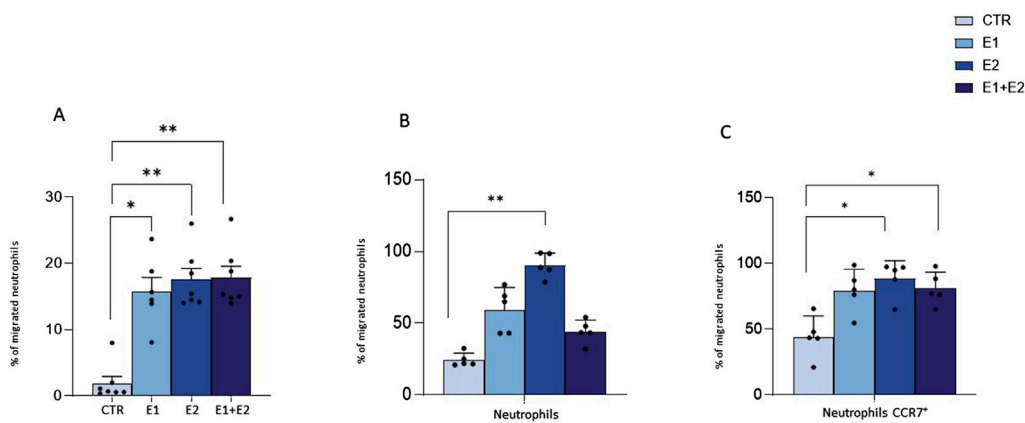 CTR
E1
E2
E1+E2
A
**
**
*
30
20
10
0
% of migrated neutrophils
CTR E1 E2 E1+E2
B
**
150
100
50
0
% of migrated neutrophils
Neutrophils
C
*
*
150
100
50
0
% of migrated neutrophils
Neutrophils CCR7⁺